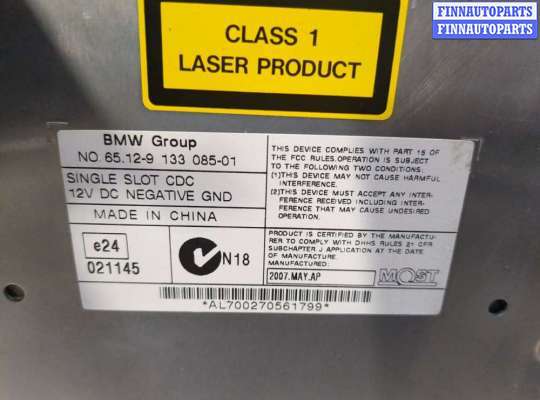 FINNAUTOPARTS
FINNAUTOPARTS
CLASS 1
LASER PRODUCT
BMW Group
NO. 65.12-9 133 085-01
SINGLE SLOT CDC
12V DC NEGATIVE GND
MADE IN CHINA
e24
021145
N18
THIS DEVICE COMPLIES WITH PART 15 OF
THE FCC RULES.OPERATION IS SUBJECT
TO THE FOLLOWING TWO CONDITIONS:
(1)THIS DEVICE MAY NOT CAUSE HARMFUL
INTERFERENCE.
(2)THIS DEVICE MUST ACCEPT ANY INTER-
FERENCE RECEIVED INCLUDING INTER-
FERENCE THAT MAY CAUSE UNDESIRED
OPERATION.
PRODUCT IS CERTIFIED BY THE MANUFACTU-
RER TO COMPLY WITH DHHS RULES 21 CFR
SUBCHAPTER.J APPLICATION AT THE DATE
OF MANUFACTURE.
MANUFACTURED:
2007.MAY.AP
MOST
*AL700270561799*